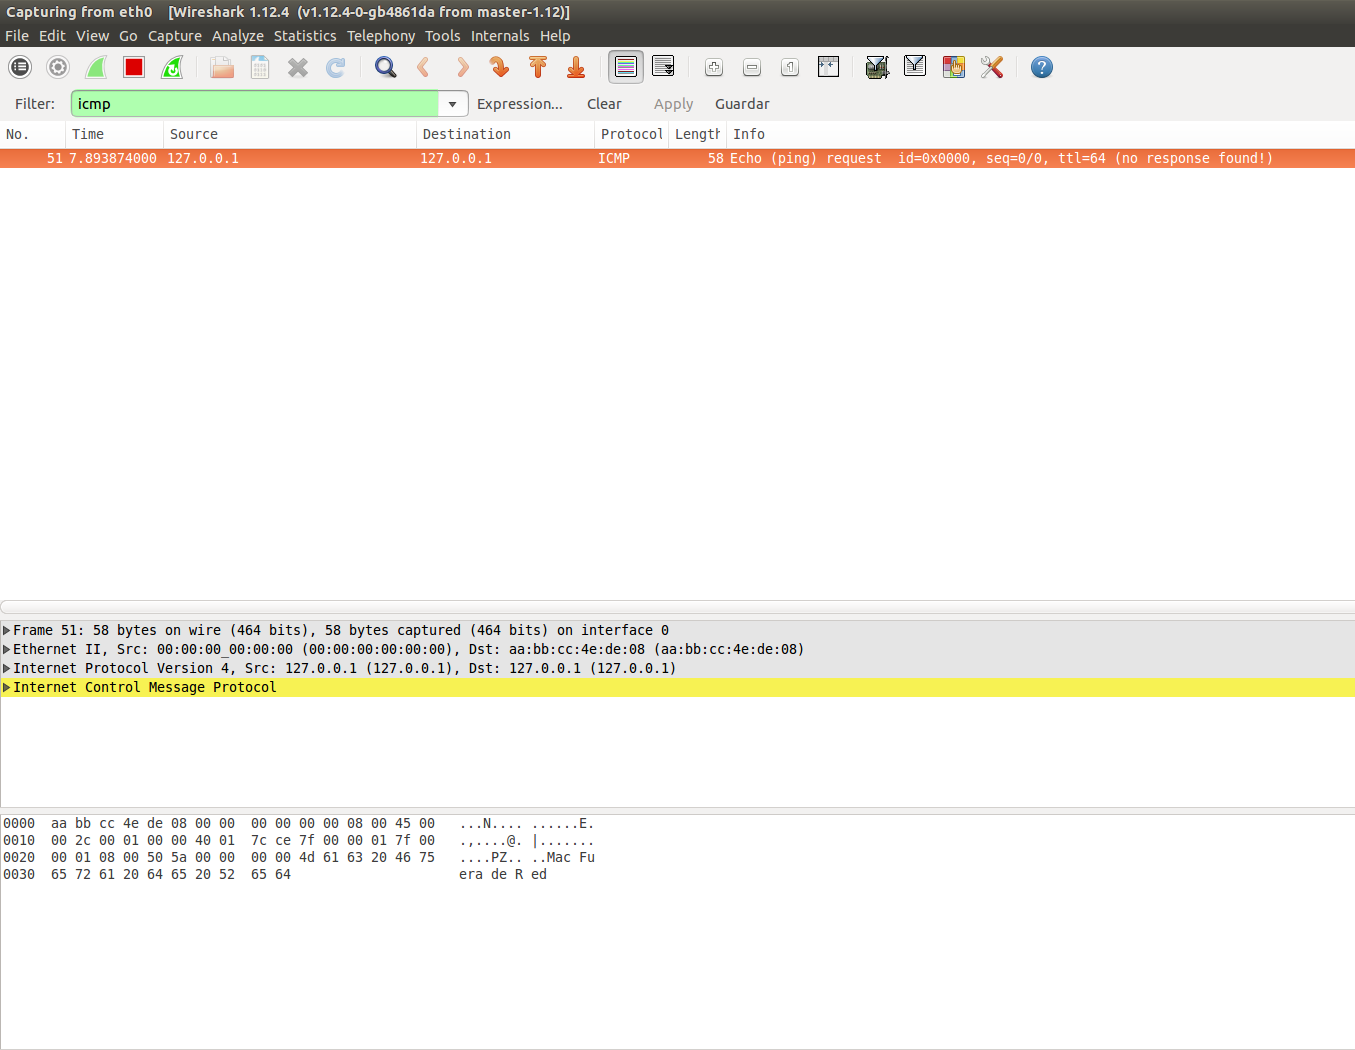 Capturing from eth0 [Wireshark 1.12.4 (v1.12.4-0-gb4861da from master-1.12)]
File Edit View Go Capture Analyze Statistics Telephony Tools Internals Help
Filter: icmp Expression... Clear Apply Guardar
No. Time Source Destination Protocol Length Info
51 7.893874000 127.0.0.1 127.0.0.1 ICMP 58 Echo (ping) request id=0x0000, seq=0/0, ttl=64 (no response found!)
Frame 51: 58 bytes on wire (464 bits), 58 bytes captured (464 bits) on interface 0
Ethernet II, Src: 00:00:00_00:00:00 (00:00:00:00:00:00), Dst: aa:bb:cc:4e:de:08 (aa:bb:cc:4e:de:08)
Internet Protocol Version 4, Src: 127.0.0.1 (127.0.0.1), Dst: 127.0.0.1 (127.0.0.1)
Internet Control Message Protocol
0000 aa bb cc 4e de 08 00 00 00 00 00 00 08 00 45 00 ...N.... ......E.
0010 00 2c 00 01 00 00 40 01 7c ce 7f 00 00 01 7f 00 .,....@. |.......
0020 00 01 08 00 50 5a 00 00 00 00 4d 61 63 20 46 75 ....PZ.. ..Mac Fu
0030 65 72 61 20 64 65 20 52 65 64 era de R ed